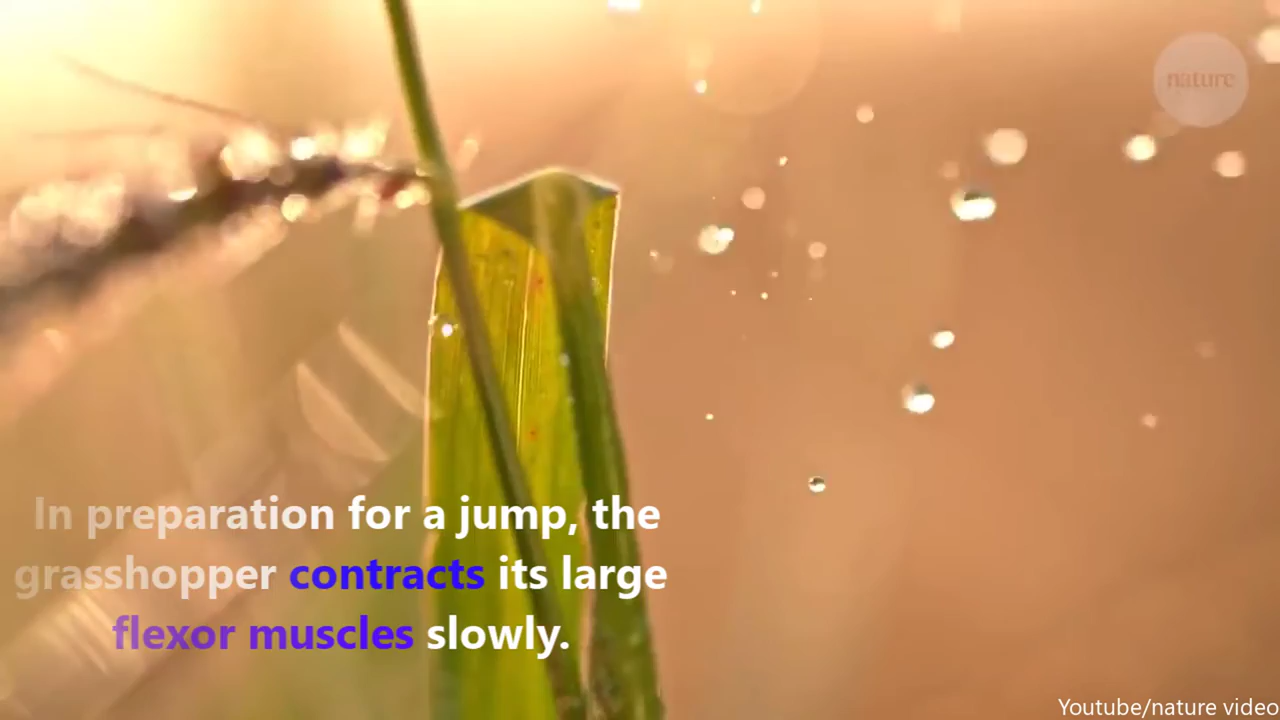 nature
In preparation for a jump, the
grasshopper contracts its large
flexor muscles slowly.
Youtube/nature video